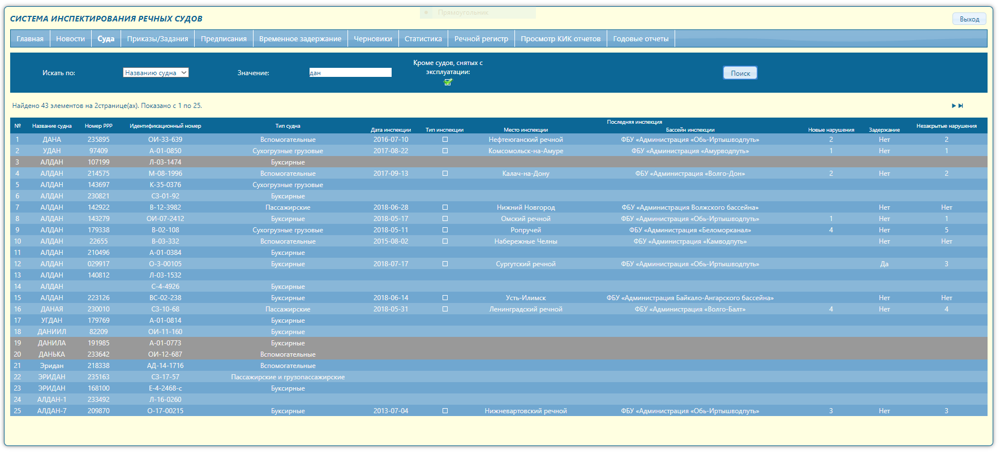 Прямоугольник
СИСТЕМА ИНСПЕКТИРОВАНИЯ РЕЧНЫХ СУДОВ
Выход
Главная Новости Суда Приказы/Задания Предписания Временное задержание Черновики Статистика Речной регистр Просмотр КИК отчетов Годовые отчеты
Искать по: Названию судна Значение: дан Кроме судов, снятых с
эксплуатации:
Поиск
Найдено 43 элементов на 2странице(ах). Показано с 1 по 25.
№ Название судна Номер РРР Идентификационный номер Тип судна Последняя инспекция Незакрытые нарушения
Дата инспекции Тип инспекции Место инспекции Бассейн инспекции Новые нарушения Задержание
1 ДАНА 235895 ОИ-33-639 Вспомогательные 2016-07-10 Нефтеюганский речной ФБУ «Администрация «Обь-Иртышводпуть» 2 Нет 2
2 УДАН 97409 А-01-0850 Сухогрузные грузовые 2017-08-22 Комсомольск-на-Амуре ФБУ «Администрация «Амурводпуть» 1 Нет 1
3 АЛДАН 107199 Л-03-1474 Буксирные
4 АЛДАН 214575 М-08-1996 Вспомогательные 2017-09-13 Калач-на-Дону ФБУ «Администрация «Волго-Дон» 2 Нет 2
5 АЛДАН 143697 К-35-0376 Сухогрузные грузовые
6 АЛДАН 230821 СЗ-01-92 Буксирные
7 АЛДАН 142922 В-12-3982 Пассажирские 2018-06-28 Нижний Новгород ФБУ «Администрация Волжского бассейна» Нет Нет
8 АЛДАН 143279 ОИ-07-2412 Буксирные 2018-05-17 Омский речной ФБУ «Администрация «Обь-Иртышводпуть» 1 Нет 1
9 АЛДАН 179338 В-02-108 Сухогрузные грузовые 2018-05-11 Ропручей ФБУ «Администрация «Беломорканал» 4 Нет 5
10 АЛДАН 22655 В-03-332 Вспомогательные 2015-08-02 Набережные Челны ФБУ «Администрация «Камводпуть» Нет Нет
11 АЛДАН 210496 А-01-0384 Буксирные
12 АЛДАН 029917 О-3-00105 Буксирные 2018-07-17 Сургутский речной ФБУ «Администрация «Обь-Иртышводпуть» Да 3
13 АЛДАН 140812 Л-03-1532
14 АЛДАН С-4-4926 Буксирные
15 АЛДАН 223126 ВС-02-238 Буксирные 2018-06-14 Усть-Илимск ФБУ «Администрация Байкало-Ангарского бассейна» Нет Нет
16 ДАНАЯ 230010 СЗ-10-68 Пассажирские 2018-05-31 Ленинградский речной ФБУ «Администрация «Волго-Балт» 4 Нет 4
17 УГДАН 179769 А-01-0814 Буксирные
18 ДАНИИЛ 82209 ОИ-11-160 Буксирные
19 ДАНИЛА 191985 А-01-0773 Буксирные
20 ДАНЬКА 233642 ОИ-12-687 Вспомогательные
21 Эридан 218338 АД-14-1716 Вспомогательные
22 ЭРИДАН 235163 СЗ-17-57 Пассажирские и грузопассажирские
23 ЭРИДАН 168100 Е-4-2468-с Буксирные
24 АЛДАН-1 233492 Л-16-0260
25 АЛДАН-7 209870 О-17-00215 Буксирные 2013-07-04 Нижневартовский речной ФБУ «Администрация «Обь-Иртышводпуть» 3 Нет 3